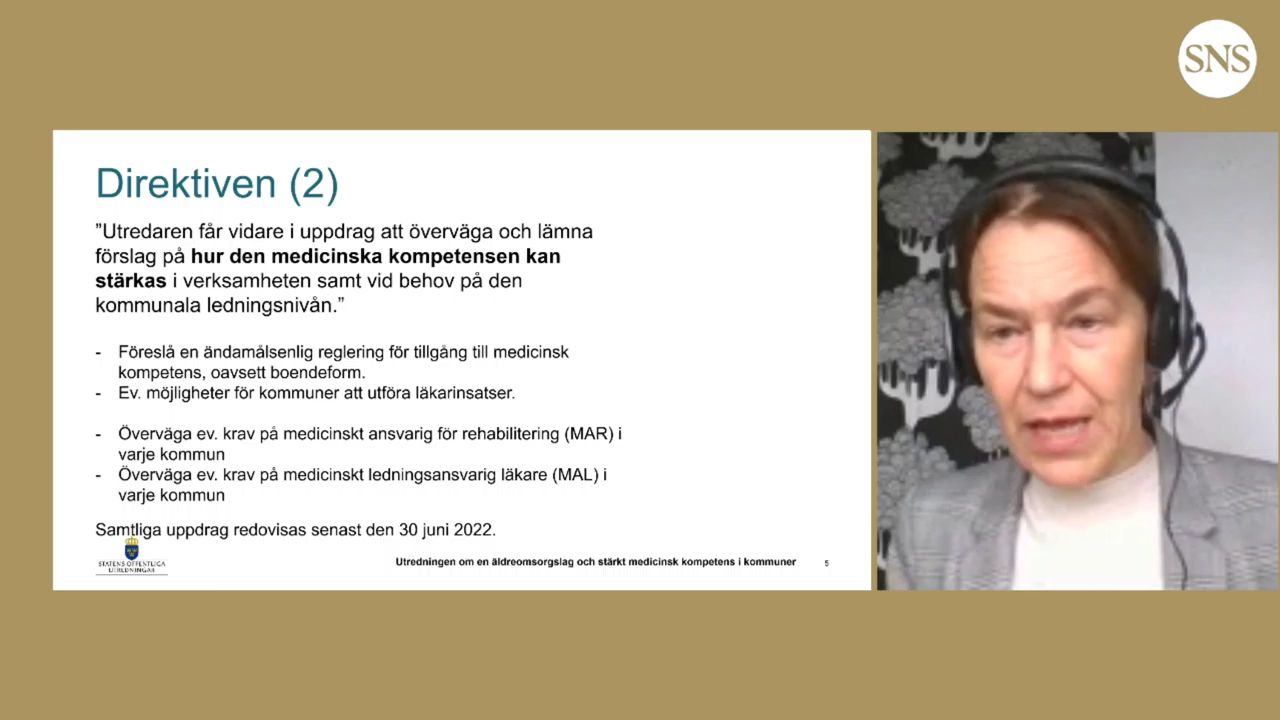 SNS
Direktiven (2)
”Utredaren får vidare i uppdrag att överväga och lämna
förslag på hur den medicinska kompetensen kan
stärkas i verksamheten samt vid behov på den
kommunala ledningsnivån.”
- Föreslå en ändamålsenlig reglering för tillgång till medicinsk
kompetens, oavsett boendeform.
- Ev. möjligheter för kommuner att utföra läkarinsatser.
- Överväga ev. krav på medicinskt ansvarig för rehabilitering (MAR) i
varje kommun
- Överväga ev. krav på medicinskt ledningsansvarig läkare (MAL) i
varje kommun
Samtliga uppdrag redovisas senast den 30 juni 2022.
STATENS OFFENTLIGA
UTREDNINGAR
Utredningen om en äldreomsorgslag och stärkt medicinsk kompetens i kommuner
5